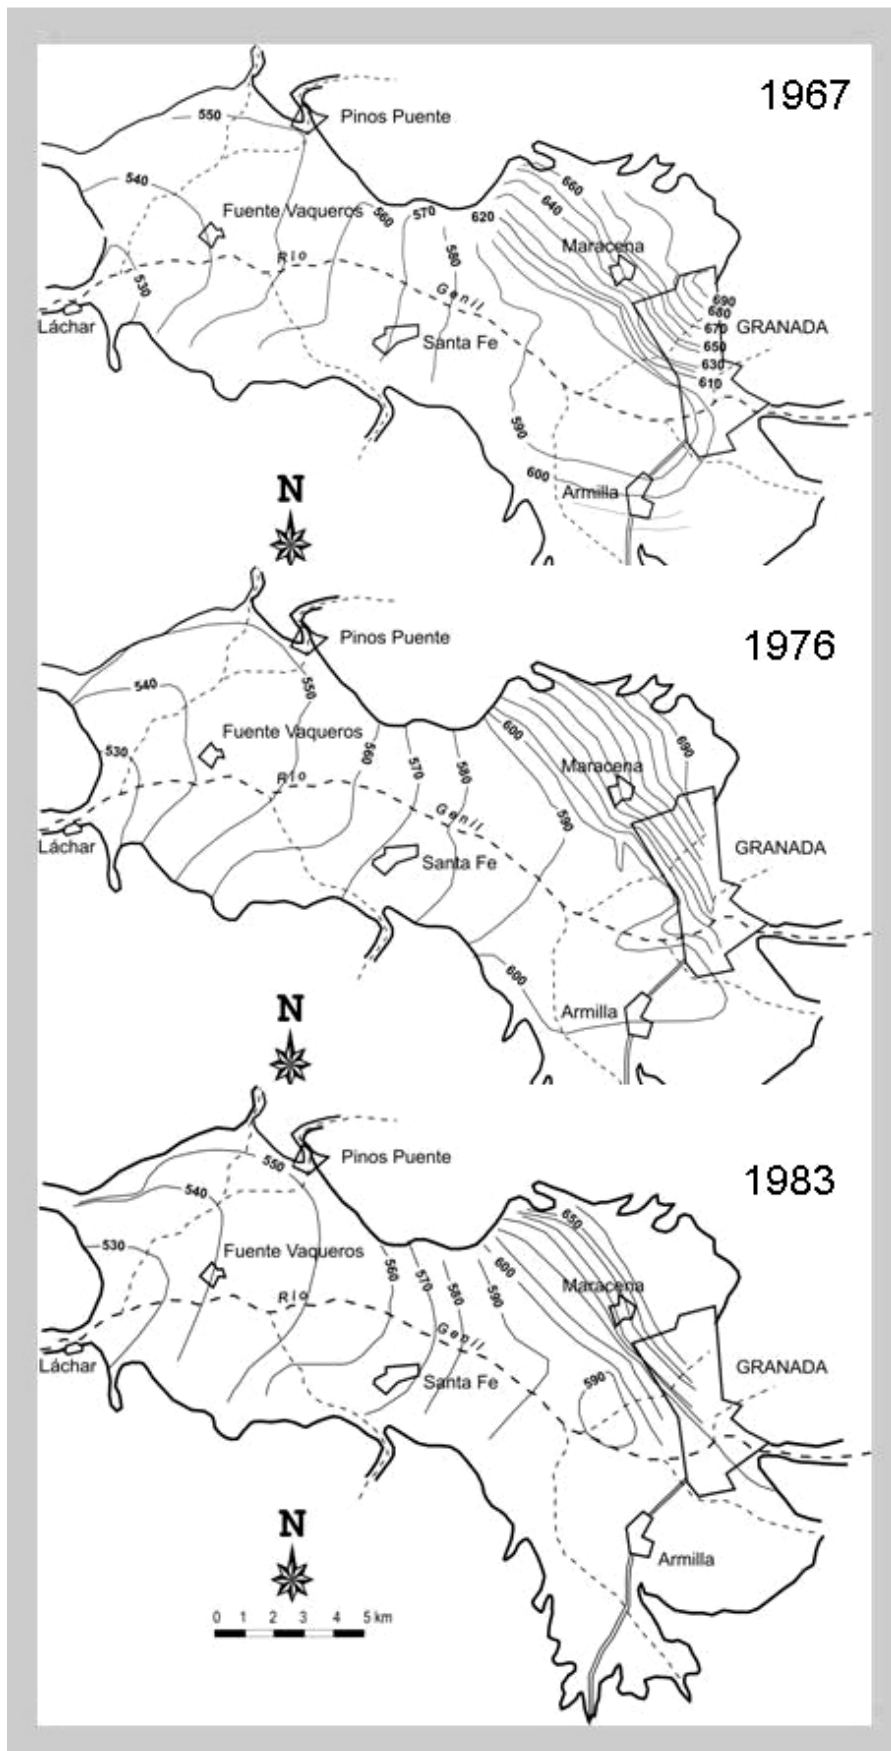 1967
550
Pinos Puente
540
660
Fuente Vaqueros
560
570
620
640
Maracena
580
Río
530
Genil
690
680
Láchar
670
GRANADA
Santa Fe
650
630
610
590
600
Armilla
N
1976
Pinos Puente
540
550
Fuente Vaqueros
530
560
570
580
600
690
Maracena
Río
Genil
590
Láchar
Santa Fe
GRANADA
600
Armilla
N
1983
Pinos Puente
550
540
650
530
Fuente Vaqueros
560
570
580
590
600
Maracena
Río
Genil
Láchar
Santa Fe
590
GRANADA
N
Armilla
0 1 2 3 4 5 km